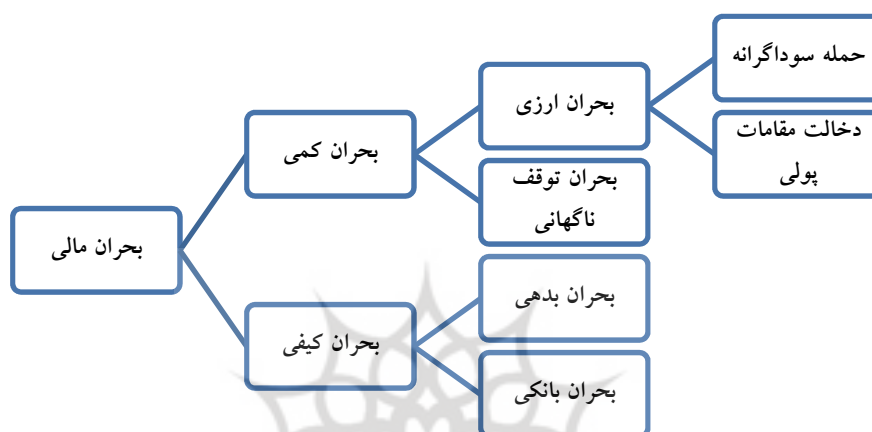 حمله سوداگرانه
دخالت مقامات
پولی
بحران ارزی
بحران توقف
ناگهانی
بحران کمی
بحران مالی
بحران کیفی
بحران بدهی
بحران بانکی